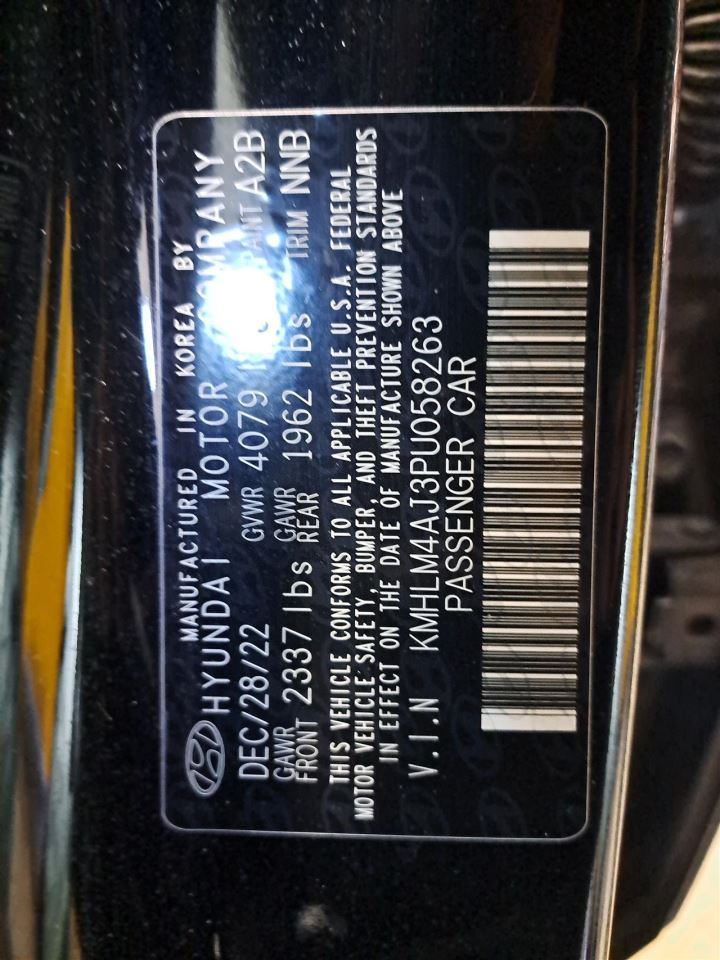 MANUFACTURED IN KOREA BY
HYUNDAI MOTOR COMPANY
DEC/28/22 GVWR 4079 PAINT A2B
GAWR FRONT 2337 lbs GAWR REAR 1962 lbs TRIM NNB
THIS VEHICLE CONFORMS TO ALL APPLICABLE U.S.A. FEDERAL
MOTOR VEHICLE SAFETY, BUMPER, AND THEFT PREVENTION STANDARDS
IN EFFECT ON THE DATE OF MANUFACTURE SHOWN ABOVE
V.I.N KMHLM4AJ3PU058263
PASSENGER CAR